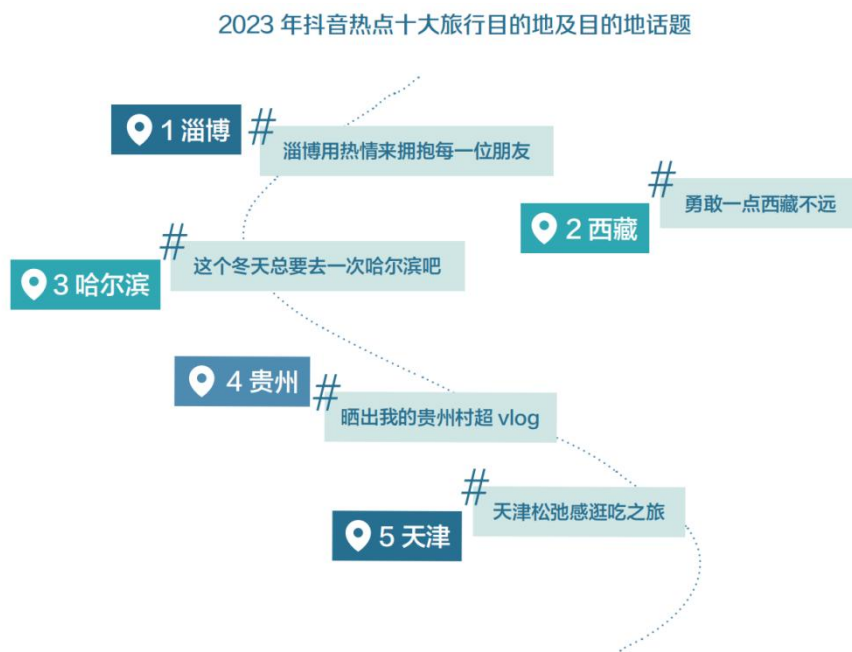 2023 年抖音热点十大旅行目的地及目的地话题
1 淄博
#
淄博用热情来拥抱每一位朋友
2 西藏
#
勇敢一点西藏不远
3 哈尔滨
#
这个冬天总要去一次哈尔滨吧
4 贵州
#
晒出我的贵州村超 vlog
5 天津
#
天津松弛感逛吃之旅